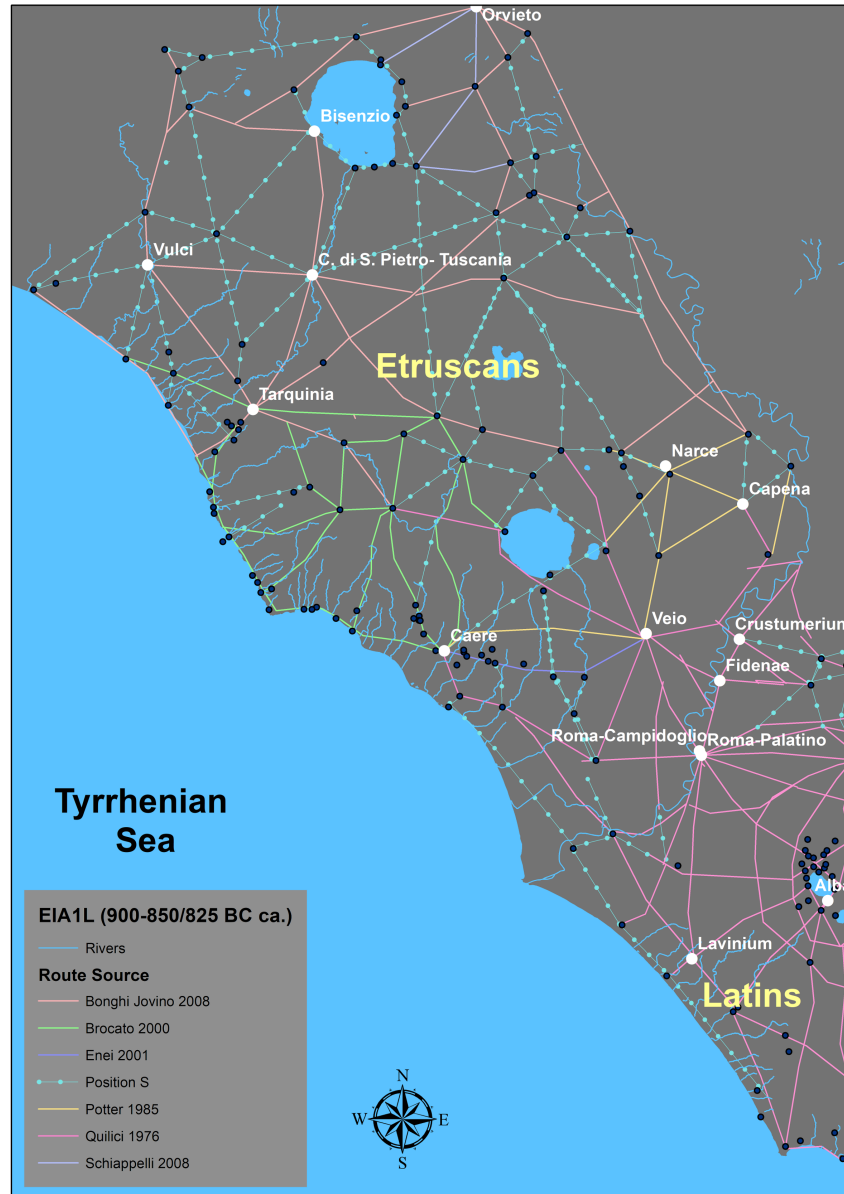 Orvieto
Bisenzio
Vulci
C. di S. Pietro- Tuscania
Etruscans
Tarquinia
Narce
Capena
Veio
Crustumerium
Caere
Fidenae
Roma-Campidoglio
Roma-Palatino
Tyrrhenian
Sea
Alba
Lavinium
Latins
EIA1L (900-850/825 BC ca.)
Rivers
Route Source
Bonghi Jovino 2008
Brocato 2000
Enei 2001
Position S
Potter 1985
Quilici 1976
Schiappelli 2008
N
W
E
S